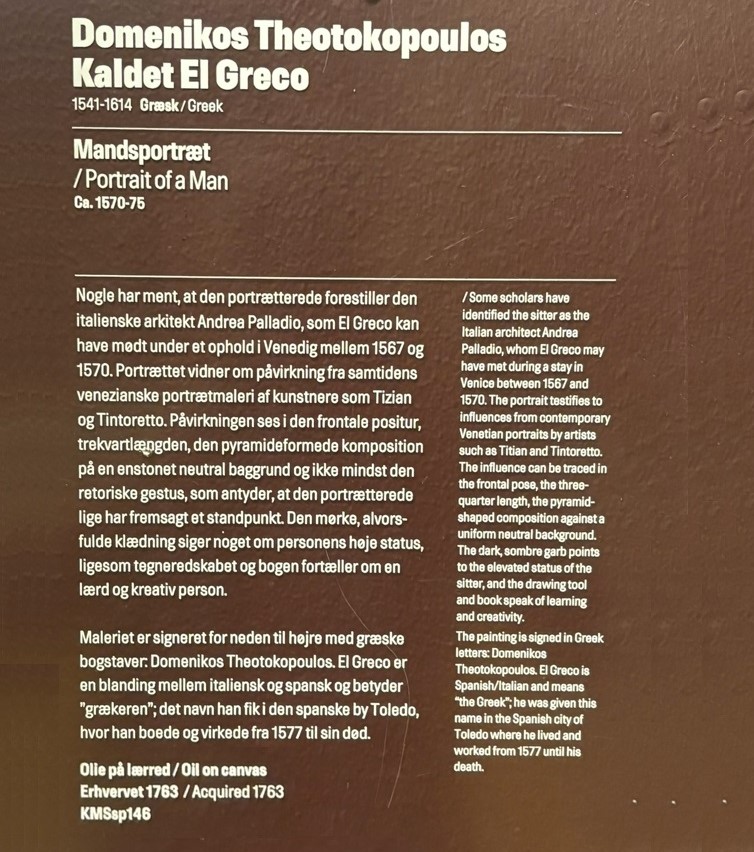 Domenikos Theotokopoulos
Kaldet El Greco
1541-1614 Græsk / Greek
Mandsportræt
/ Portrait of a Man
Ca. 1570-75
Nogle har ment, at den portrætterede forestiller den
italienske arkitekt Andrea Palladio, som El Greco kan
have mødt under et ophold i Venedig mellem 1567 og
1570. Portrættet vidner om påvirkning fra samtidens
venezianske portrætmaleri af kunstnere som Tizian
og Tintoretto. Påvirkningen ses i den frontale positur,
trekvartlængden, den pyramideformede komposition
på en enstonet neutral baggrund og ikke mindst den
retoriske gestus, som antyder, at den portrætterede
lige har fremsagt et standpunkt. Den mørke, alvors-
fulde klædning siger noget om personens høje status,
ligesom tegneredskabet og bogen fortæller om en
lærd og kreativ person.
Maleriet er signeret for neden til højre med græske
bogstaver: Domenikos Theotokopoulos. El Greco er
en blanding mellem italiensk og spansk og betyder
"grækeren"; det navn han fik i den spanske by Toledo,
hvor han boede og virkede fra 1577 til sin død.
Olie på lærred / Oil on canvas
Erhvervet 1763 / Acquired 1763
KMSsp146
/ Some scholars have
identified the sitter as the
Italian architect Andrea
Palladio, whom El Greco may
have met during a stay in
Venice between 1567 and
1570. The portrait testifies to
influences from contemporary
Venetian portraits by artists
such as Titian and Tintoretto.
The influence can be traced in
the frontal pose, the three-
quarter length, the pyramid-
shaped composition against a
uniform neutral background.
The dark, sombre garb points
to the elevated status of the
sitter, and the drawing tool
and book speak of learning
and creativity.
The painting is signed in Greek
letters: Domenikos
Theotokopoulos. El Greco is
Spanish/Italian and means
"the Greek"; he was given this
name in the Spanish city of
Toledo where he lived and
worked from 1577 until his
death.